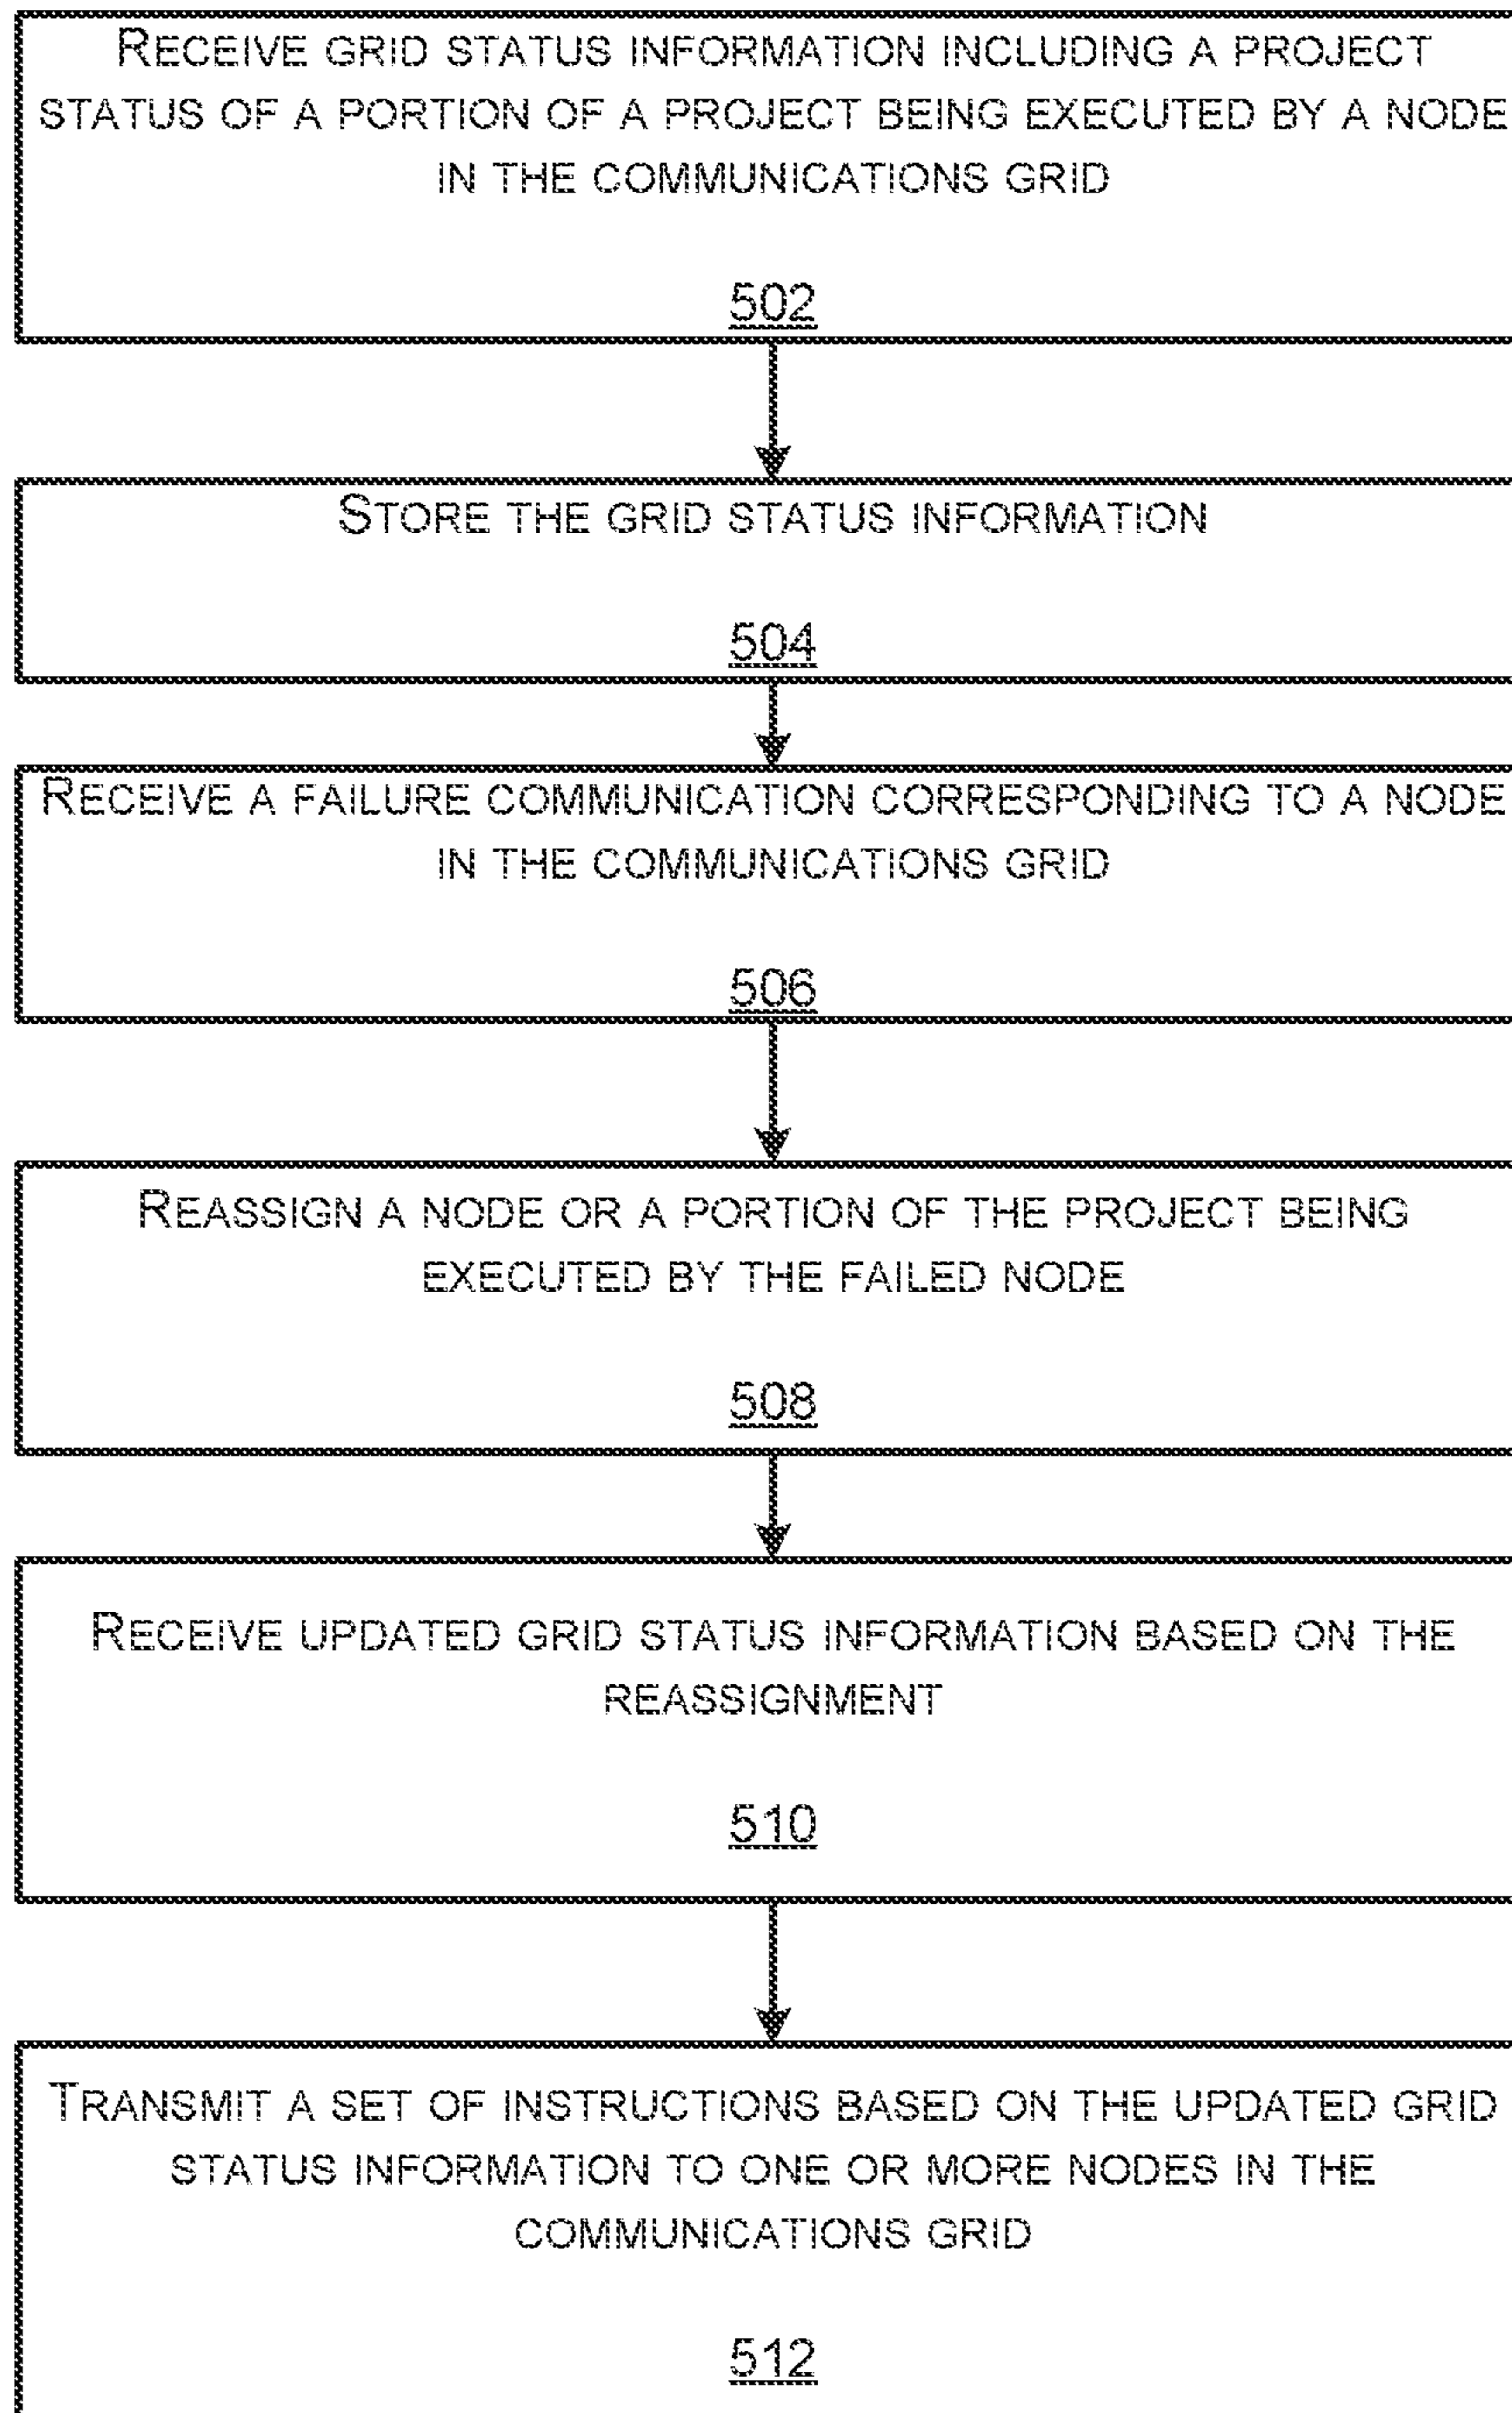 RECEIVE GRID STATUS INFORMATION INCLUDING A PROJECT
STATUS OF A PORTION OF A PROJECT BEING EXECUTED BY A NODE
IN THE COMMUNICATIONS GRID
502
STORE THE GRID STATUS INFORMATION
504
RECEIVE A FAILURE COMMUNICATION CORRESPONDING TO A NODE
IN THE COMMUNICATIONS GRID
506
REASSIGN A NODE OR A PORTION OF THE PROJECT BEING
EXECUTED BY THE FAILED NODE
508
RECEIVE UPDATED GRID STATUS INFORMATION BASED ON THE
REASSIGNMENT
510
TRANSMIT A SET OF INSTRUCTIONS BASED ON THE UPDATED GRID
STATUS INFORMATION TO ONE OR MORE NODES IN THE
COMMUNICATIONS GRID
512